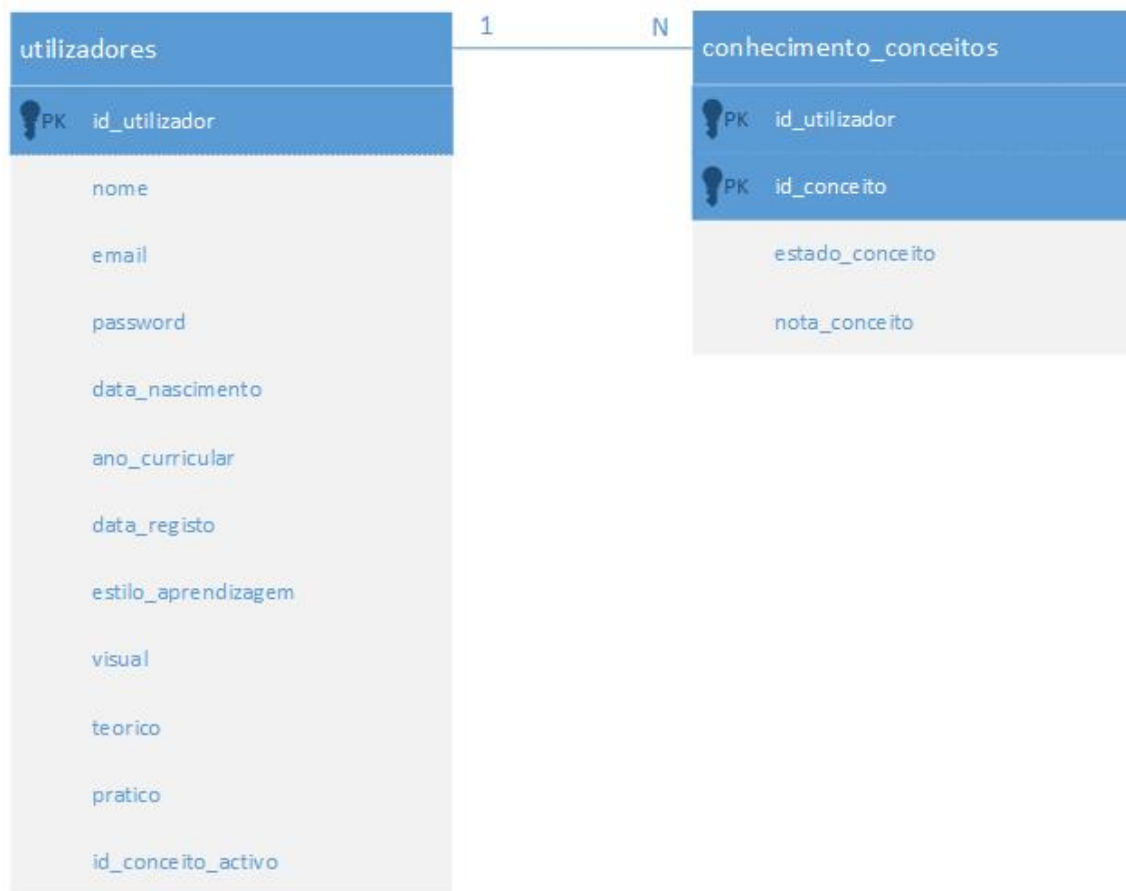 utilizadores
PK id_utilizador
nome
email
password
data_nascimento
ano_curricular
data_registo
estilo_aprendizagem
visual
teorico
pratico
id_conceito_activo
1 N
conhecimento_conceitos
PK id_utilizador
PK id_conceito
estado_conceito
nota_conceito